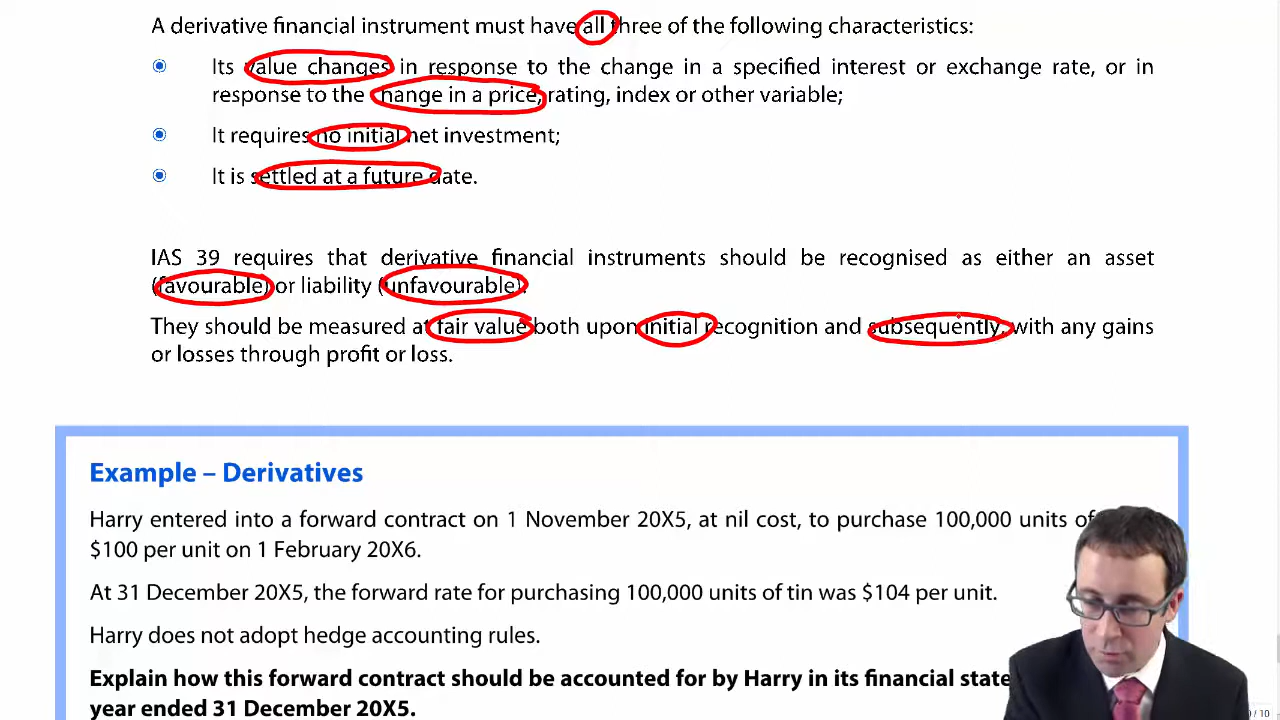 A derivative financial instrument must have all three of the following characteristics:
Its value changes in response to the change in a specified interest or exchange rate, or in
response to the change in a price, rating, index or other variable;
It requires no initial net investment;
It is settled at a future date.
IAS 39 requires that derivative financial instruments should be recognised as either an asset
(favourable) or liability (unfavourable).
They should be measured at fair value both upon initial recognition and subsequently, with any gains
or losses through profit or loss.
Example – Derivatives
Harry entered into a forward contract on 1 November 20X5, at nil cost, to purchase 100,000 units of
$100 per unit on 1 February 20X6.
At 31 December 20X5, the forward rate for purchasing 100,000 units of tin was $104 per unit.
Harry does not adopt hedge accounting rules.
Explain how this forward contract should be accounted for by Harry in its financial state
year ended 31 December 20X5.
/ 10